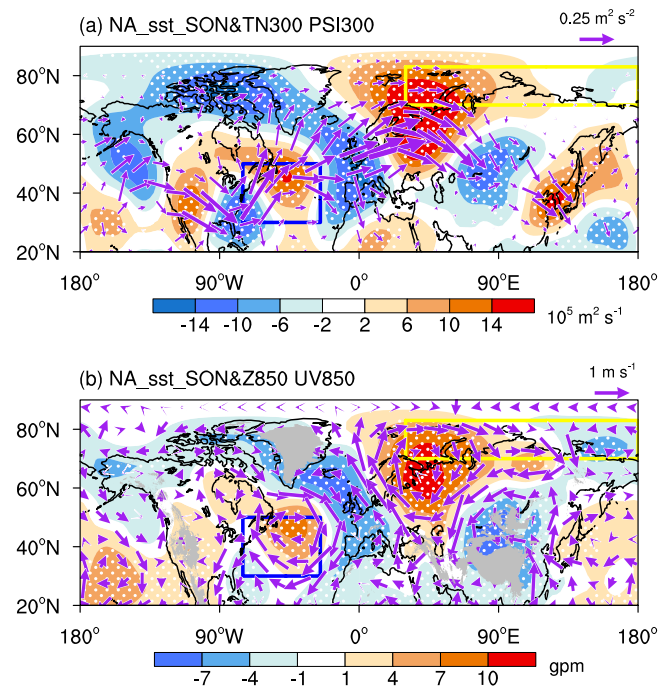 (a) NA_sst_SON&TN300 PSI300
0.25 m² s⁻²
80°N
60°N
40°N
20°N
180°
90°W
0°
90°E
180°
-14 -10 -6 -2 2 6 10 14
10⁵ m² s⁻¹
(b) NA_sst_SON&Z850 UV850
1 m s⁻¹
80°N
60°N
40°N
20°N
180°
90°W
0°
90°E
180°
-7 -4 -1 1 4 7 10
gpm